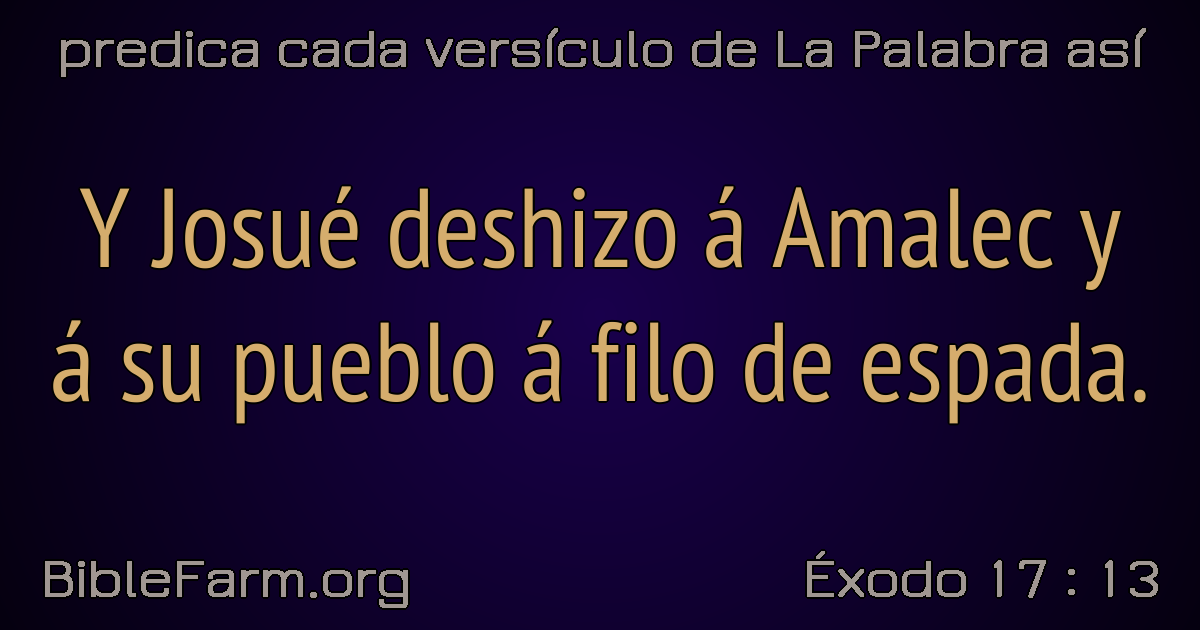 predica cada versículo de La Palabra así
Y Josué deshizo á Amalec y
á su pueblo á filo de espada.
BibleFarm.org
Éxodo 17 : 13